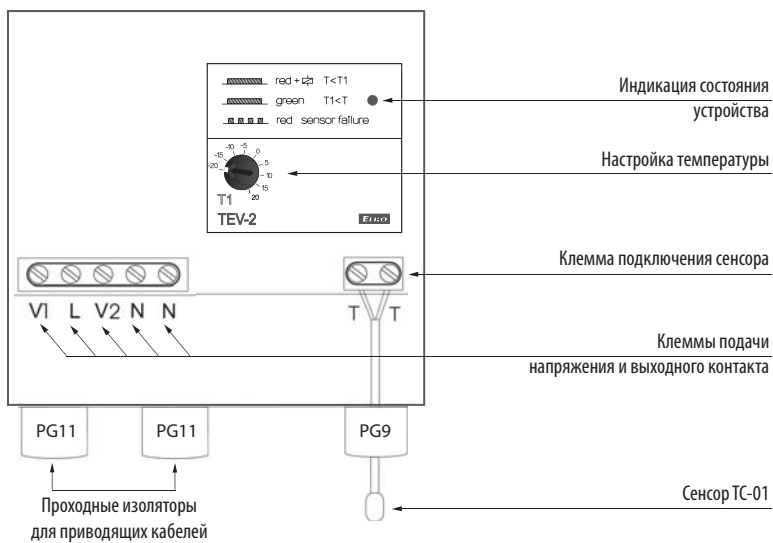 red + T<T1
green T1<T
red sensor failure
-20
-15
-10
-5
0
5
10
15
20
T1
TEV-2
ELKO
V1 L V2 N N
T T
PG11
PG11
PG9
Индикация состояния
устройства
Настройка температуры
Клемма подключения сенсора
Клеммы подачи
напряжения и выходного контакта
Сенсор TC-01
Проходные изоляторы
для приводящих кабелей